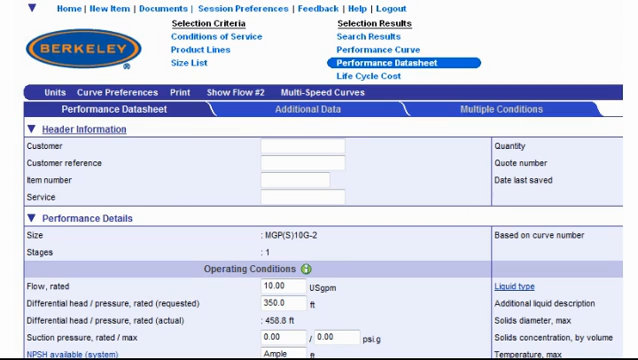 Home | New Item | Documents | Session Preferences | Feedback | Help | Logout
Selection Criteria
Conditions of Service
Product Lines
Size List
Selection Results
Search Results
Performance Curve
Performance Datasheet
Life Cycle Cost
BERKELEY
Units Curve Preferences Print Show Flow #2 Multi-Speed Curves
Performance Datasheet Additional Data Multiple Conditions
Header Information
Customer Quantity
Customer reference Quote number
Item number Date last saved
Service
Performance Details
Size : MGP(S)10G-2 Based on curve number
Stages : 1
Operating Conditions
Flow, rated 10.00 USgpm Liquid type
Differential head / pressure, rated (requested) 350.0 ft Additional liquid description
Differential head / pressure, rated (actual) : 458.8 ft Solids diameter, max
Suction pressure, rated / max 0.00 / 0.00 psi.g Solids concentration, by volume
NPSH available (system) Ample ft Temperature, max